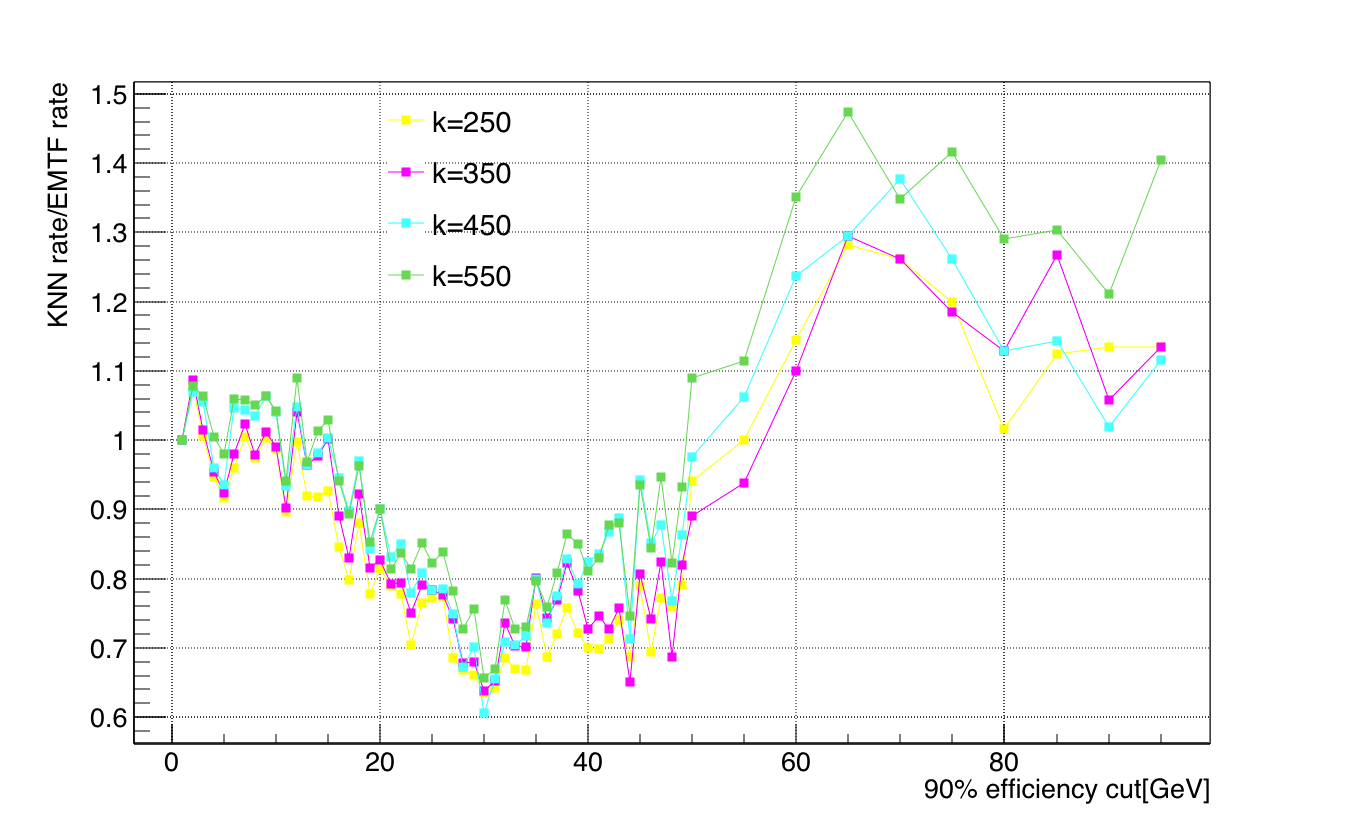 KNN rate/EMTF rate
1.5
1.4
1.3
1.2
1.1
1
0.9
0.8
0.7
0.6
k=250
k=350
k=450
k=550
0 20 40 60 80
90% efficiency cut[GeV]